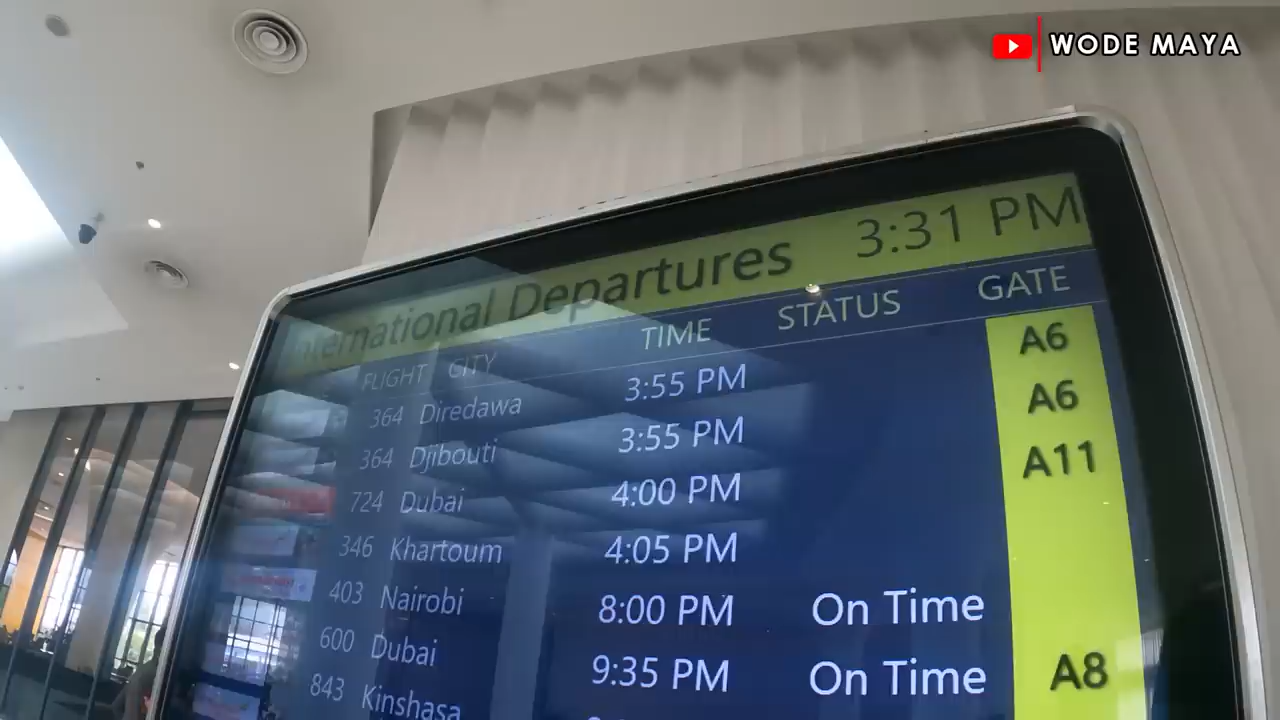 WODE MAYA
International Departures 3:31 PM
FLIGHT CITY TIME STATUS GATE
364 Diredawa 3:55 PM A6
364 Djibouti 3:55 PM A6
724 Dubai 4:00 PM A11
346 Khartoum 4:05 PM
403 Nairobi 8:00 PM On Time
600 Dubai 9:35 PM On Time A8
843 Kinshasa